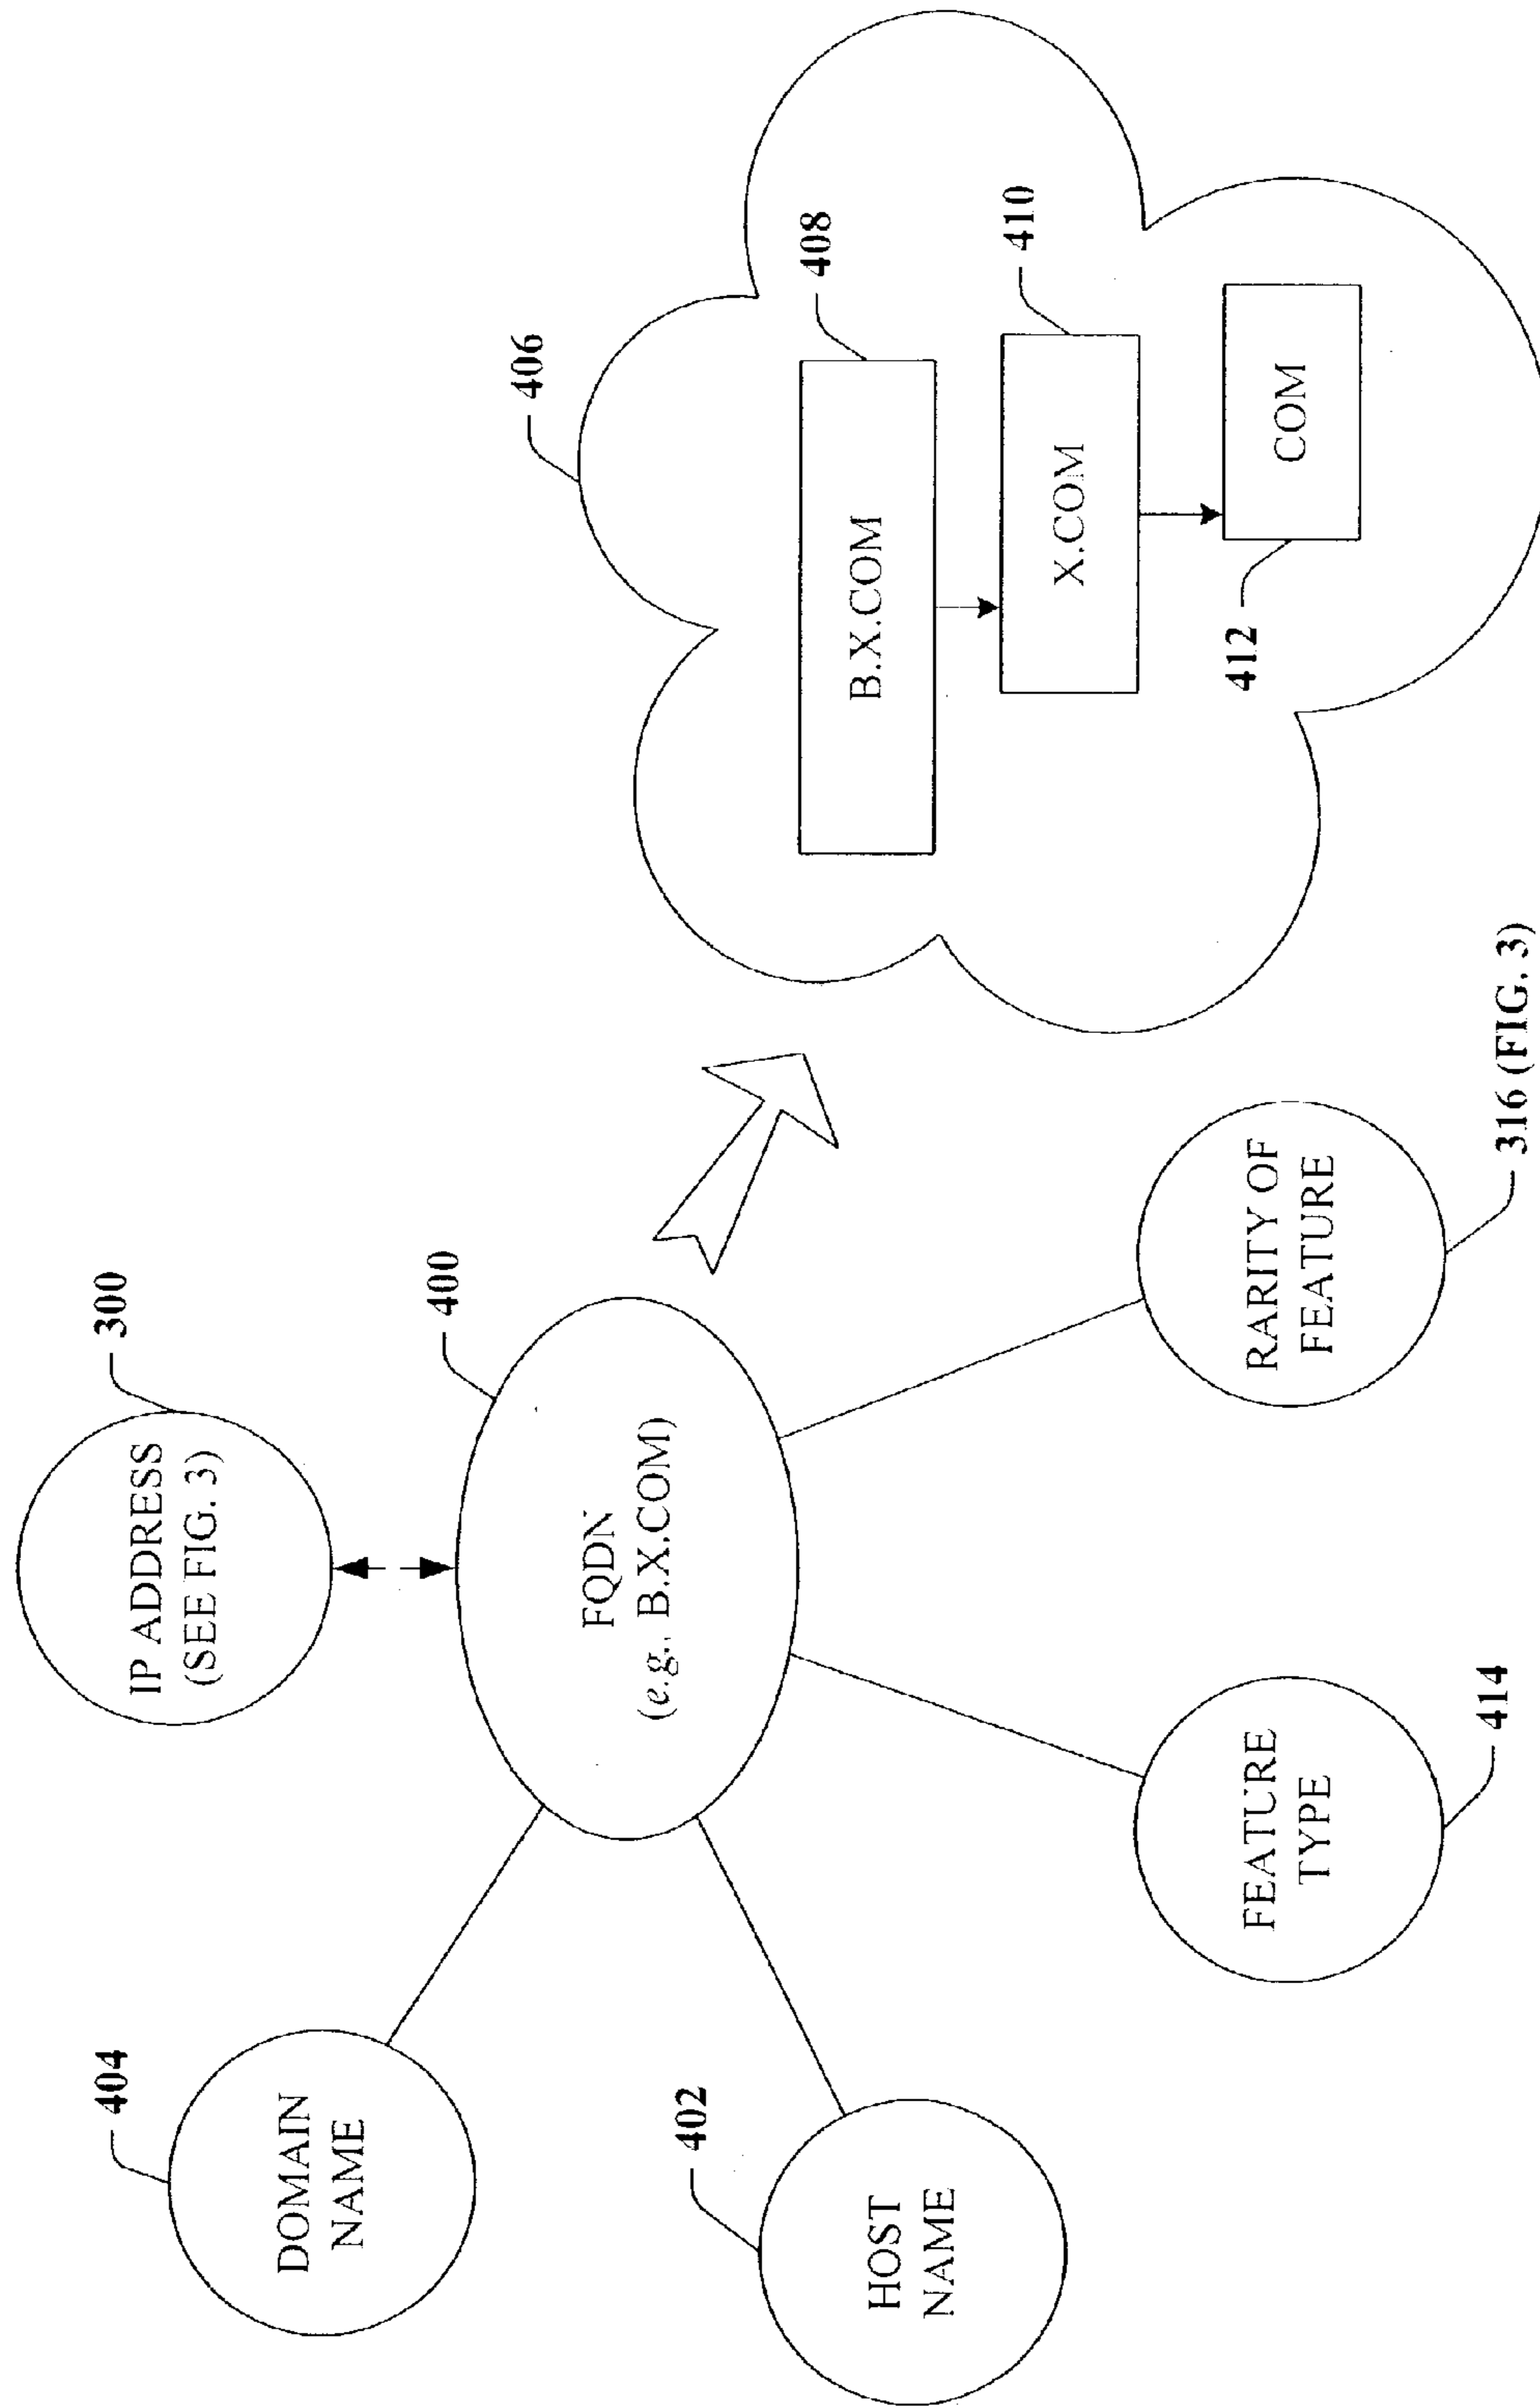 300
IP ADDRESS
(SEE FIG. 3)
404
DOMAIN
NAME
400
FQDN
(e.g., B.X.COM)
402
HOST
NAME
FEATURE
TYPE
414
RARITY OF
FEATURE
316 (FIG. 3)
406
B.X.COM
408
X.COM
410
COM
412